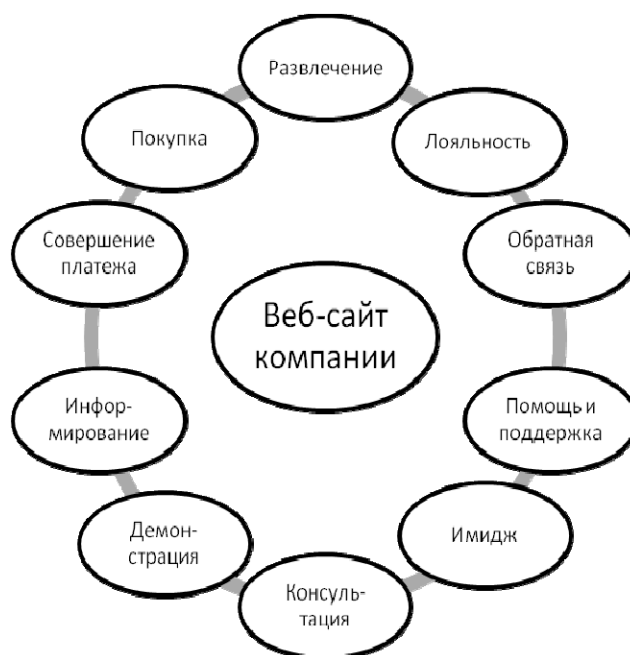 Развлечение
Лояльность
Обратная
связь
Помощь и
поддержка
Имидж
Консуль-
тация
Демон-
страция
Инфор-
мирование
Совершение
платежа
Покупка
Веб-сайт
компании